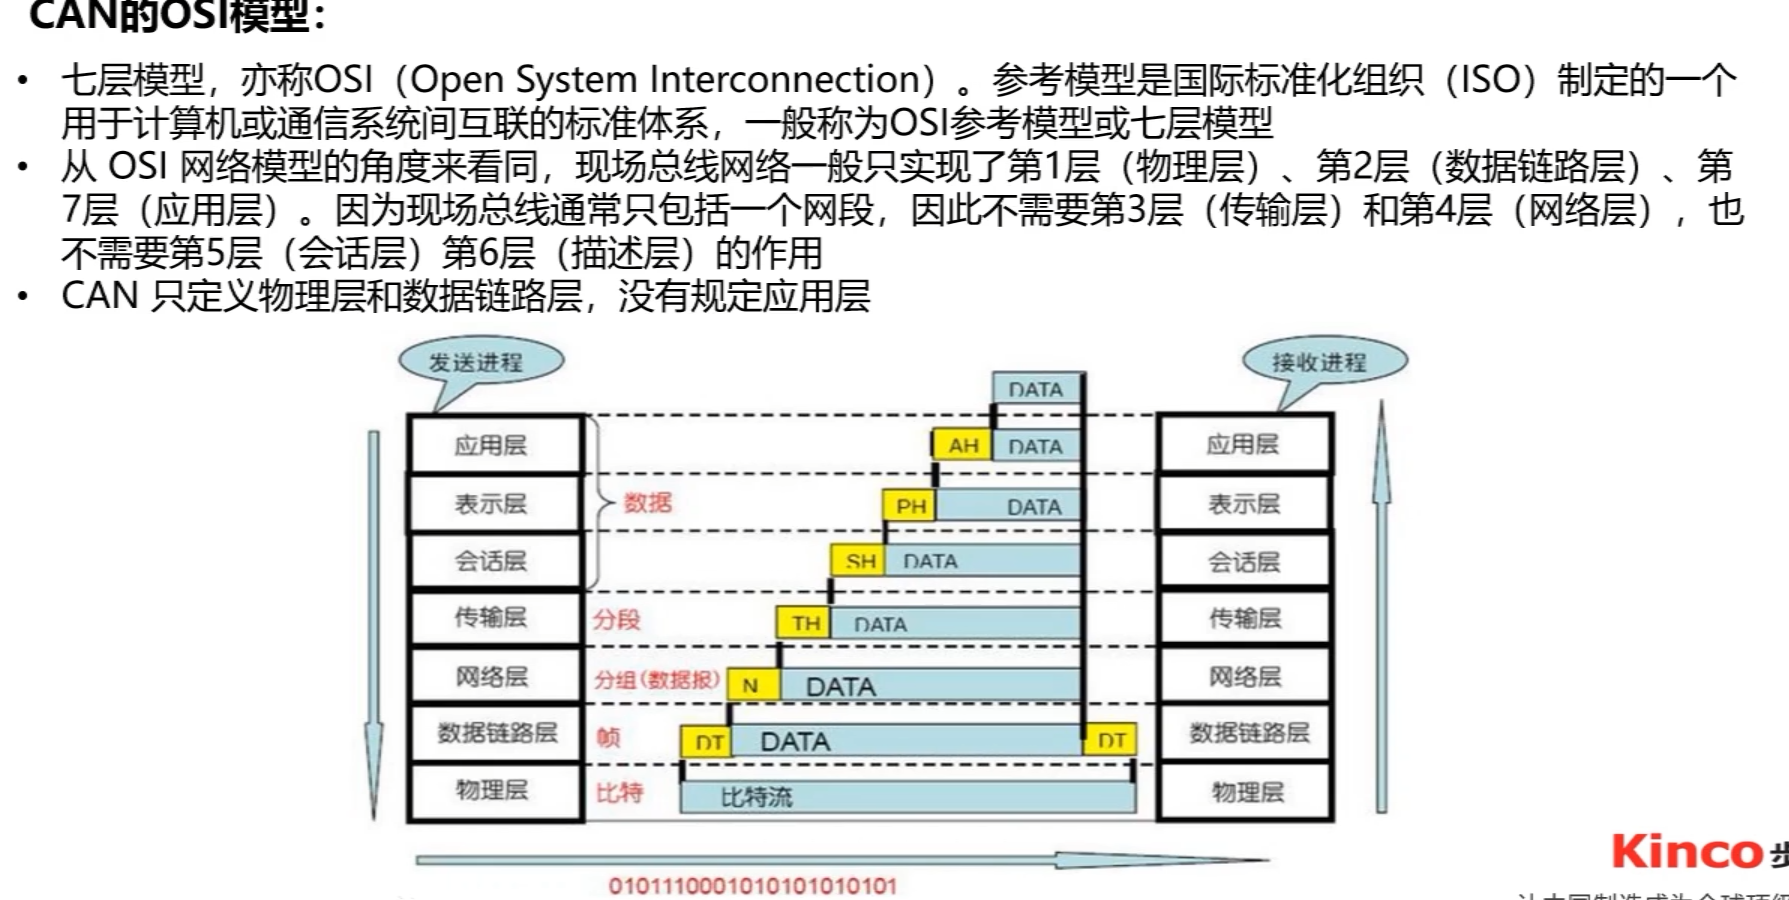 CAN的OSI模型：
• 七层模型，亦称OSI（Open System Interconnection）。参考模型是国际标准化组织（ISO）制定的一个
用于计算机或通信系统间互联的标准体系，一般称为OSI参考模型或七层模型
• 从 OSI 网络模型的角度来看同，现场总线网络一般只实现了第1层（物理层）、第2层（数据链路层）、第
7层（应用层）。因为现场总线通常只包括一个网段，因此不需要第3层（传输层）和第4层（网络层），也
不需要第5层（会话层）第6层（描述层）的作用
• CAN 只定义物理层和数据链路层，没有规定应用层
发送进程 接收进程
DATA
应用层 AH DATA 应用层
表示层 数据 PH DATA 表示层
会话层 SH DATA 会话层
传输层 分段 TH DATA 传输层
网络层 分组(数据报) N DATA 网络层
数据链路层 帧 DT DATA DT 数据链路层
物理层 比特 比特流 物理层
Kinco
0101110001010101010101